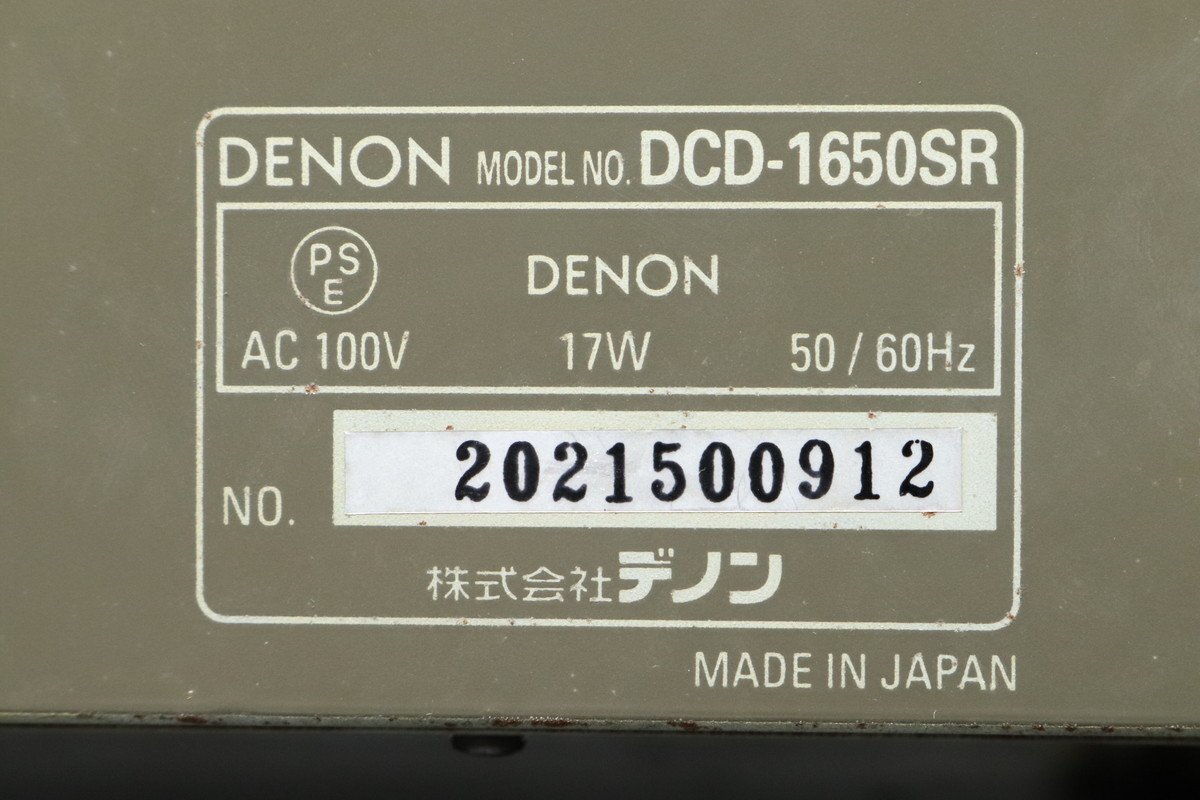 DENON MODEL NO. DCD-1650SR
PS
E
DENON
AC 100V 17W 50 / 60Hz
NO. 2021500912
株式会社デノン
MADE IN JAPAN